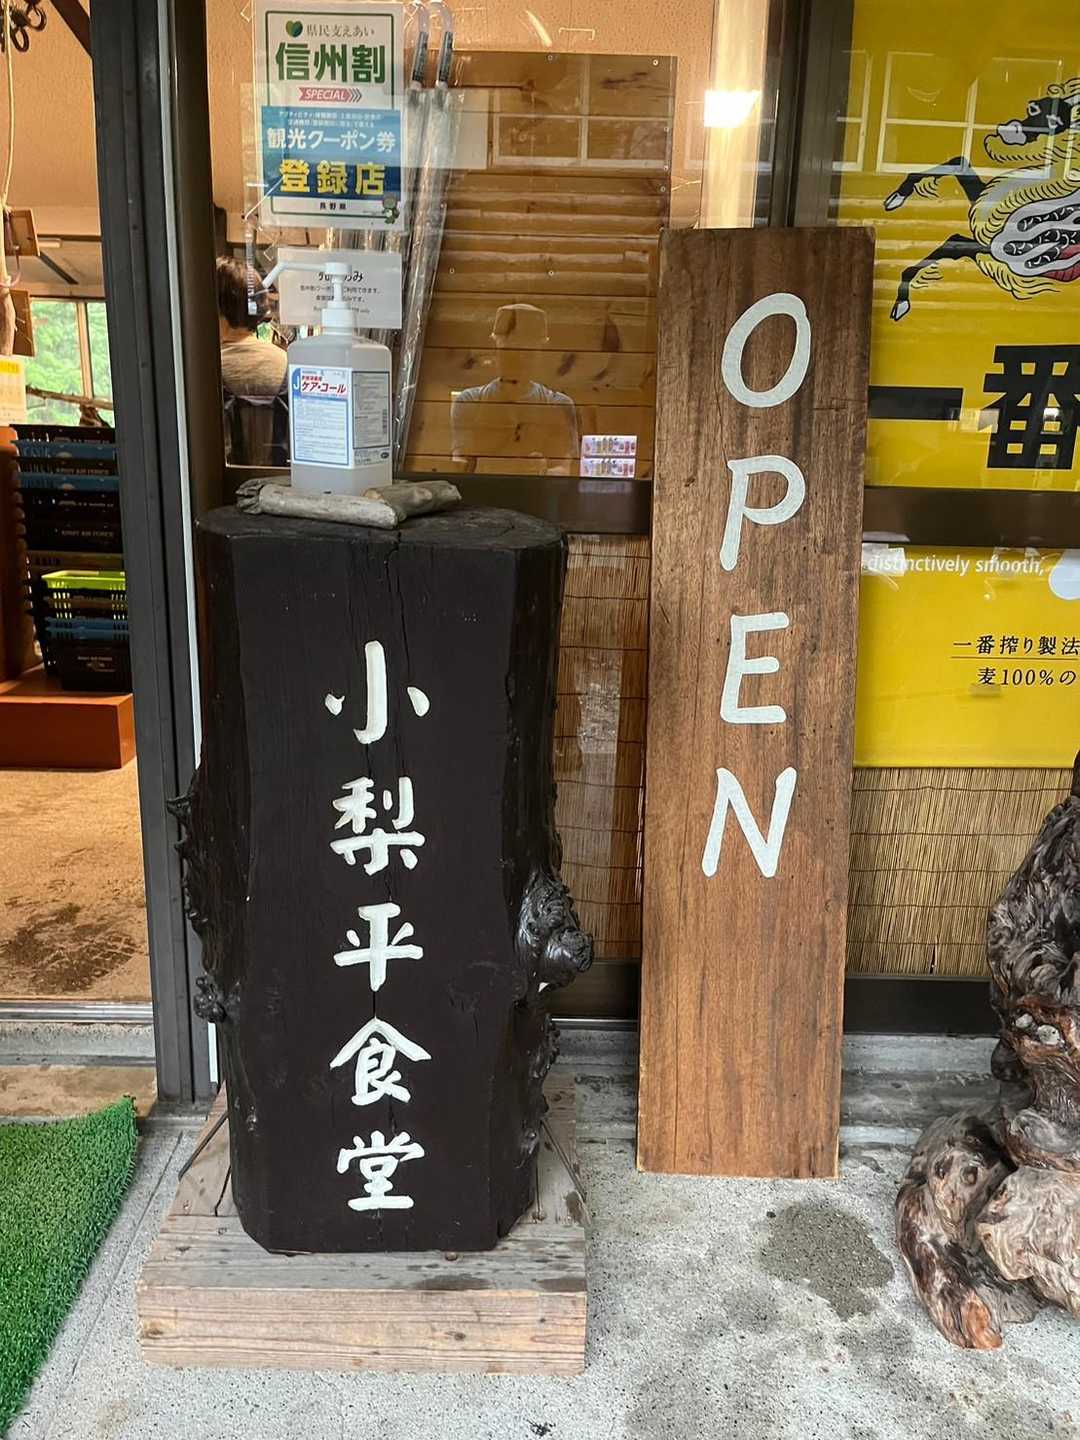 県民支えあい
信州割
SPECIAL
観光クーポン券
登録店
長野県
ケア・コール
OPEN
小梨平食堂
一番
distinctively smooth,
一番搾り製法
麦100%の